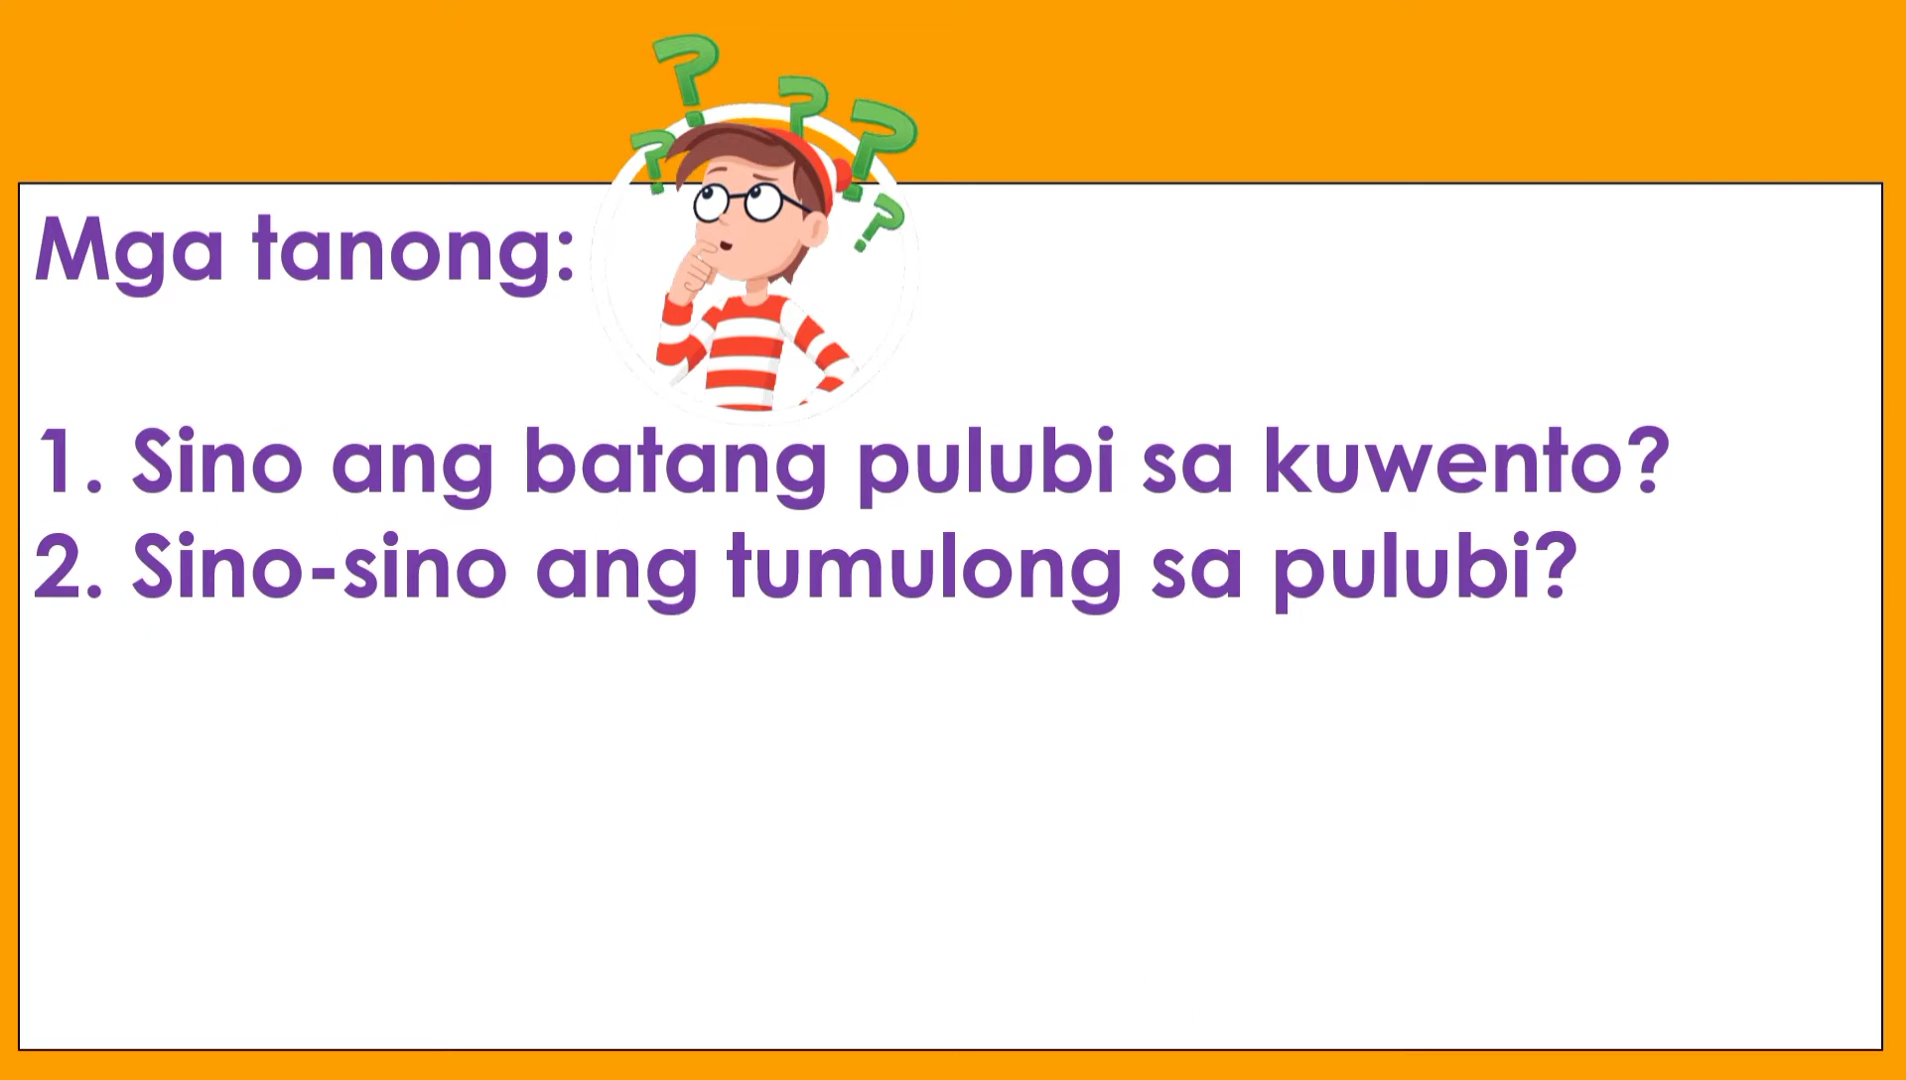 Mga tanong:
1. Sino ang batang pulubi sa kuwento?
2. Sino-sino ang tumulong sa pulubi?